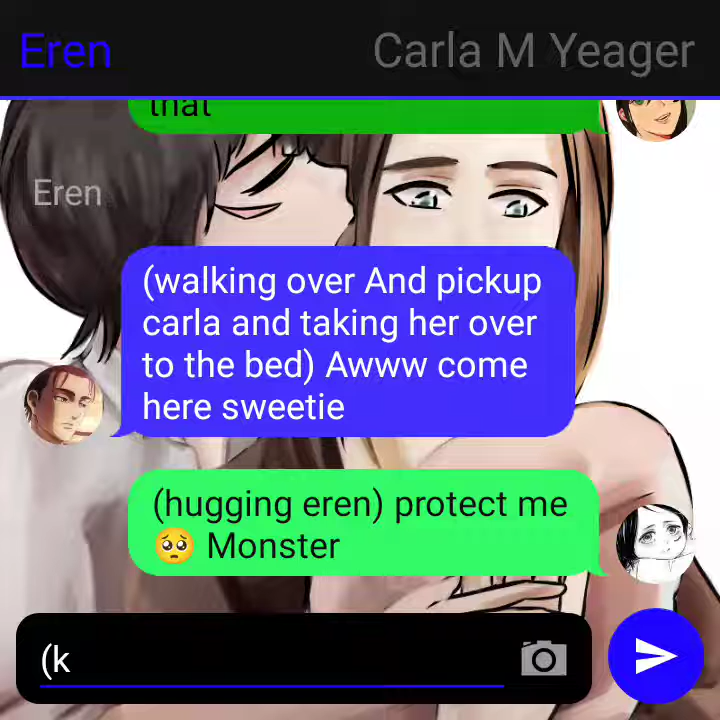 Eren
Carla M Yeager
that
Eren
(walking over And pickup
carla and taking her over
to the bed) Awww come
here sweetie
(hugging eren) protect me
🥺 Monster
(k